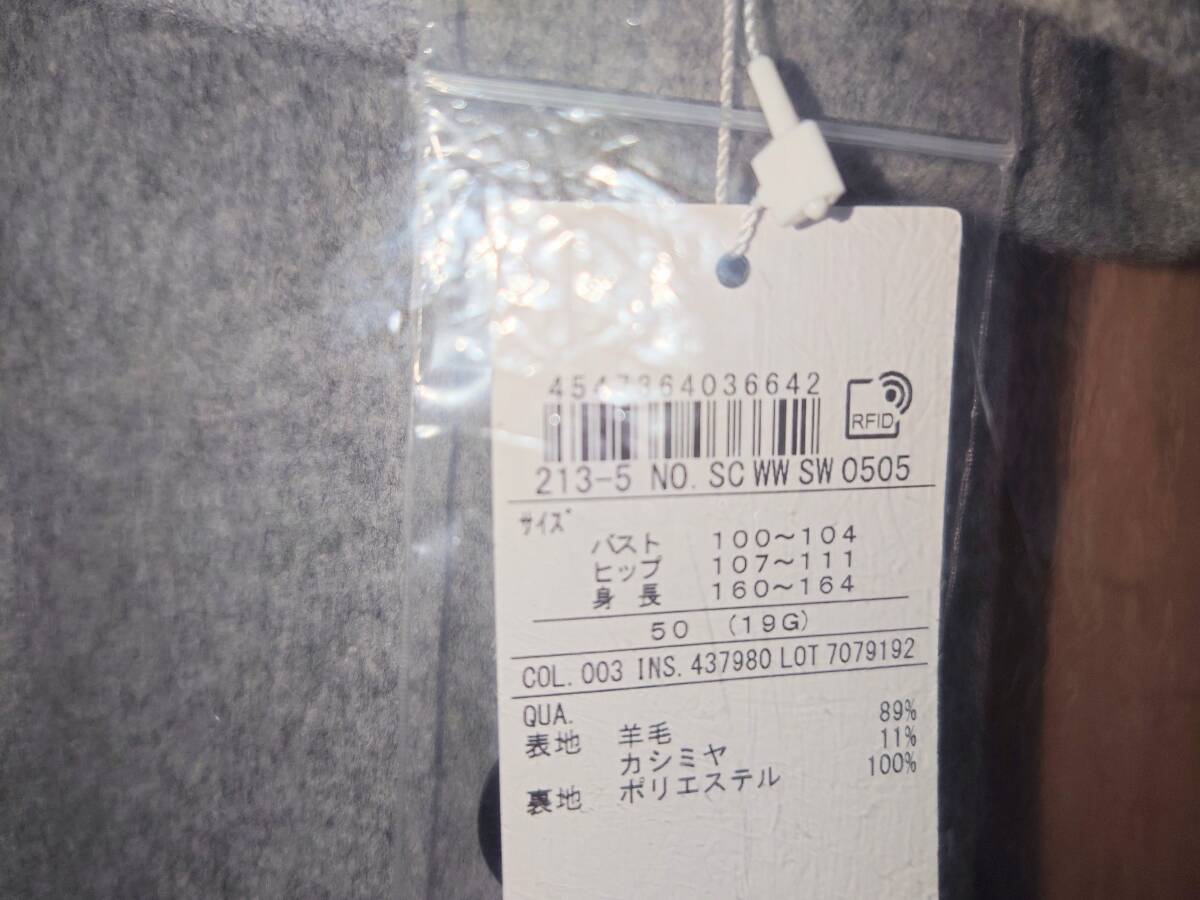 4547364036642
RFID
213-5 NO. SC WW SW 0505
サイズ
バスト 100～104
ヒップ 107～111
身 長 160～164
50 (19G)
COL. 003 INS. 437980 LOT 7079192
QUA.
表地 羊毛 89%
カシミヤ 11%
裏地 ポリエステル 100%